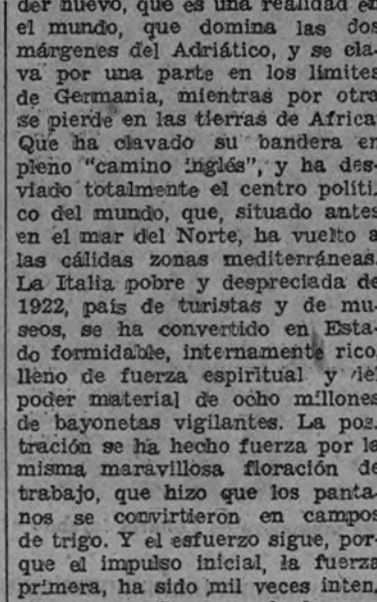 der nuevo, que es una realidad en
el mundo, que domina las dos
márgenes del Adriático, y se cla-
va por una parte en los límites
de Germania, mientras por otra
se pierde en las tierras de Africa
Que ha clavado su bandera en
pleno "camino inglés", y ha des-
viado totalmente el centro políti-
co del mundo, que, situado antes
en el mar del Norte, ha vuelto a
las cálidas zonas mediterráneas.
La Italia pobre y despreciada de
1922, país de turistas y de mu-
seos, se ha convertido en Esta-
do formidable, internamente rico
lleno de fuerza espiritual y del
poder material de ocho millones
de bayonetas vigilantes. La pos-
tración se ha hecho fuerza por la
misma maravillosa floración de
trabajo, que hizo que los panta-
nos se convirtieron en campos
de trigo. Y el esfuerzo sigue, por-
que el impulso inicial, la fuerza
primera, ha sido mil veces inten.